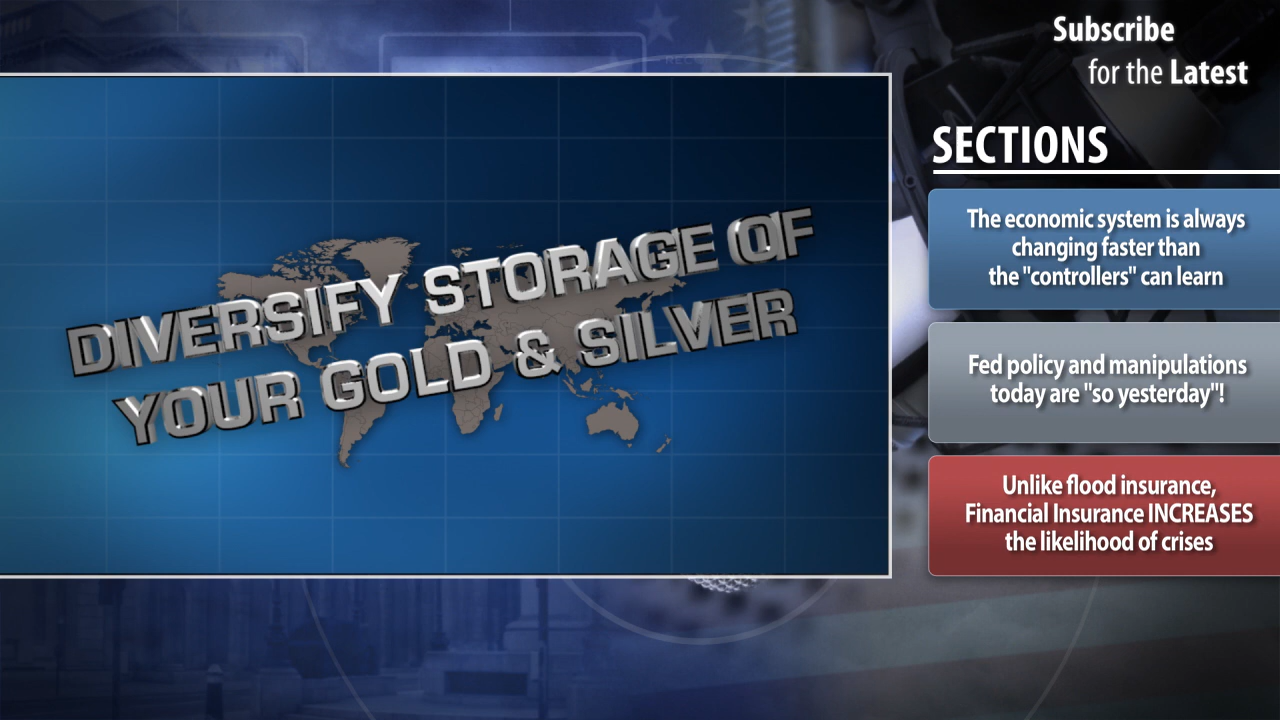 Subscribe
for the Latest
SECTIONS
DIVERSIFY STORAGE OF
YOUR GOLD & SILVER
The economic system is always
changing faster than
the "controllers" can learn
Fed policy and manipulations
today are "so yesterday"!
Unlike flood insurance,
Financial Insurance INCREASES
the likelihood of crises